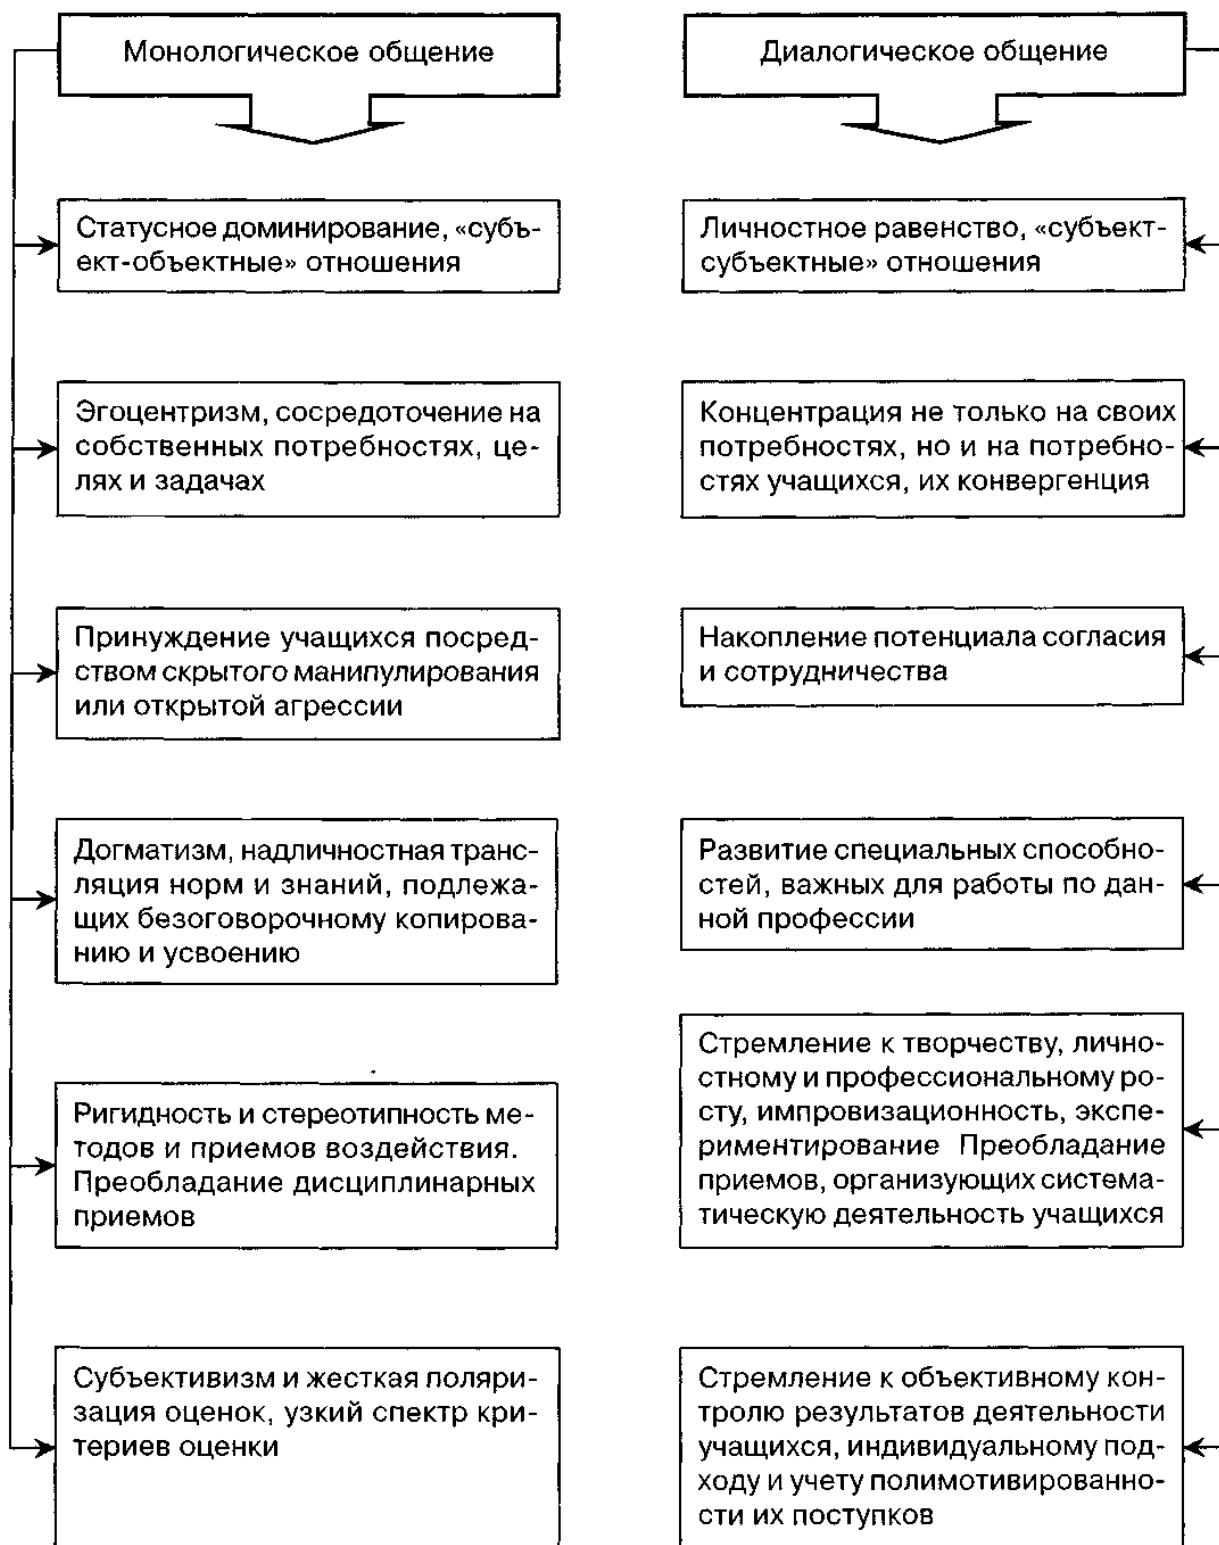 Монологическое общение
Диалогическое общение
Статусное доминирование, «субъ-
ект-объектные» отношения
Личностное равенство, «субъект-
субъектные» отношения
Эгоцентризм, сосредоточение на
собственных потребностях, це-
лях и задачах
Концентрация не только на своих
потребностях, но и на потребно-
стях учащихся, их конвергенция
Принуждение учащихся посред-
ством скрытого манипулирования
или открытой агрессии
Накопление потенциала согласия
и сотрудничества
Догматизм, надличностная транс-
ляция норм и знаний, подлежа-
щих безоговорочному копирова-
нию и усвоению
Развитие специальных способно-
стей, важных для работы по дан-
ной профессии
Ригидность и стереотипность ме-
тодов и приемов воздействия.
Преобладание дисциплинарных
приемов
Стремление к творчеству, лично-
стному и профессиональному ро-
сту, импровизационность, экспе-
риментирование Преобладание
приемов, организующих система-
тическую деятельность учащихся
Субъективизм и жесткая поляри-
зация оценок, узкий спектр кри-
териев оценки
Стремление к объективному кон-
тролю результатов деятельности
учащихся, индивидуальному под-
ходу и учету полимотивированно-
сти их поступков